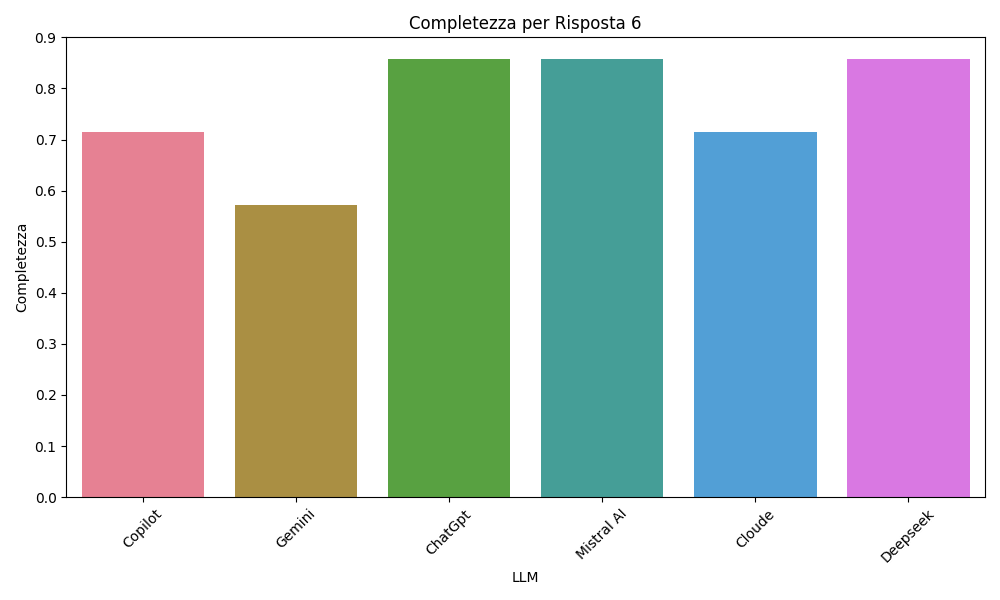 Completezza per Risposta 6
0.9
0.8
0.7
0.6
0.5
0.4
0.3
0.2
0.1
0.0
Completezza
Copilot
Gemini
ChatGpt
Mistral AI
Cloude
Deepseek
LLM